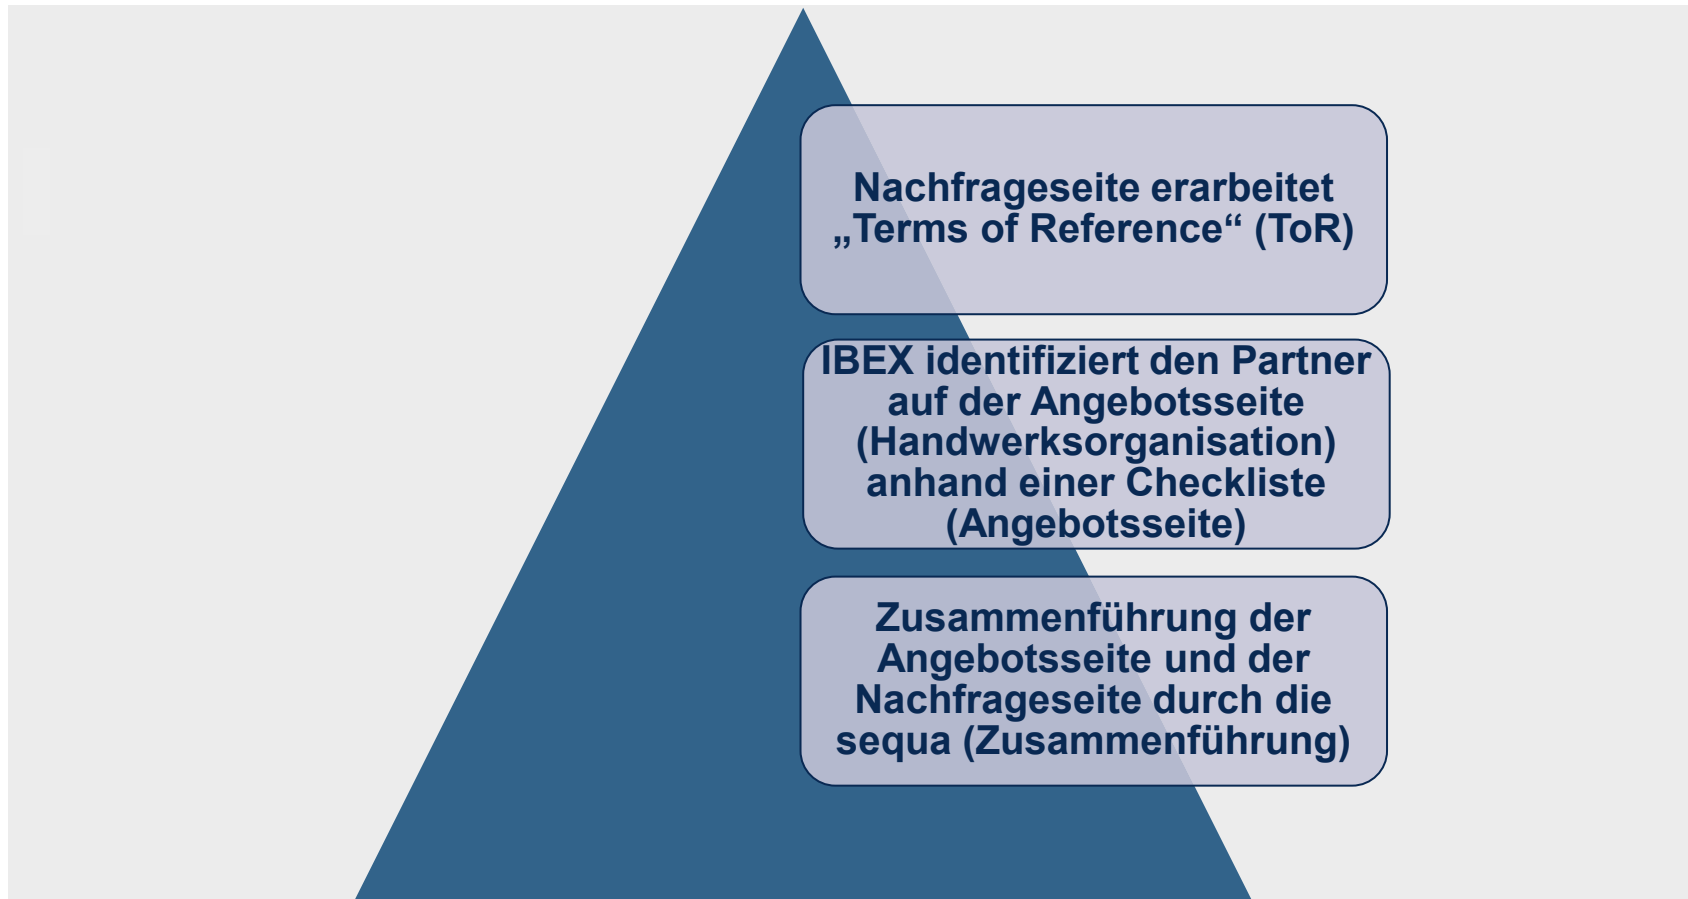 Nachfrageseite erarbeitet
„Terms of Reference“ (ToR)
IBEX identifiziert den Partner
auf der Angebotsseite
(Handwerksorganisation)
anhand einer Checkliste
(Angebotsseite)
Zusammenführung der
Angebotsseite und der
Nachfrageseite durch die
sequa (Zusammenführung)